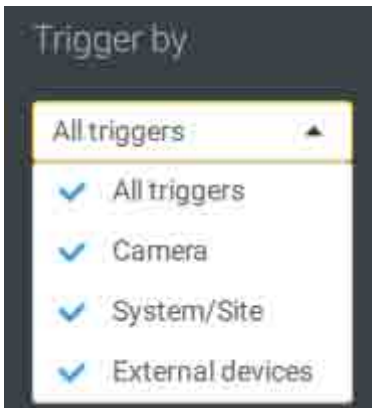 Trigger by
All triggers
All triggers
Camera
System/Site
External devices